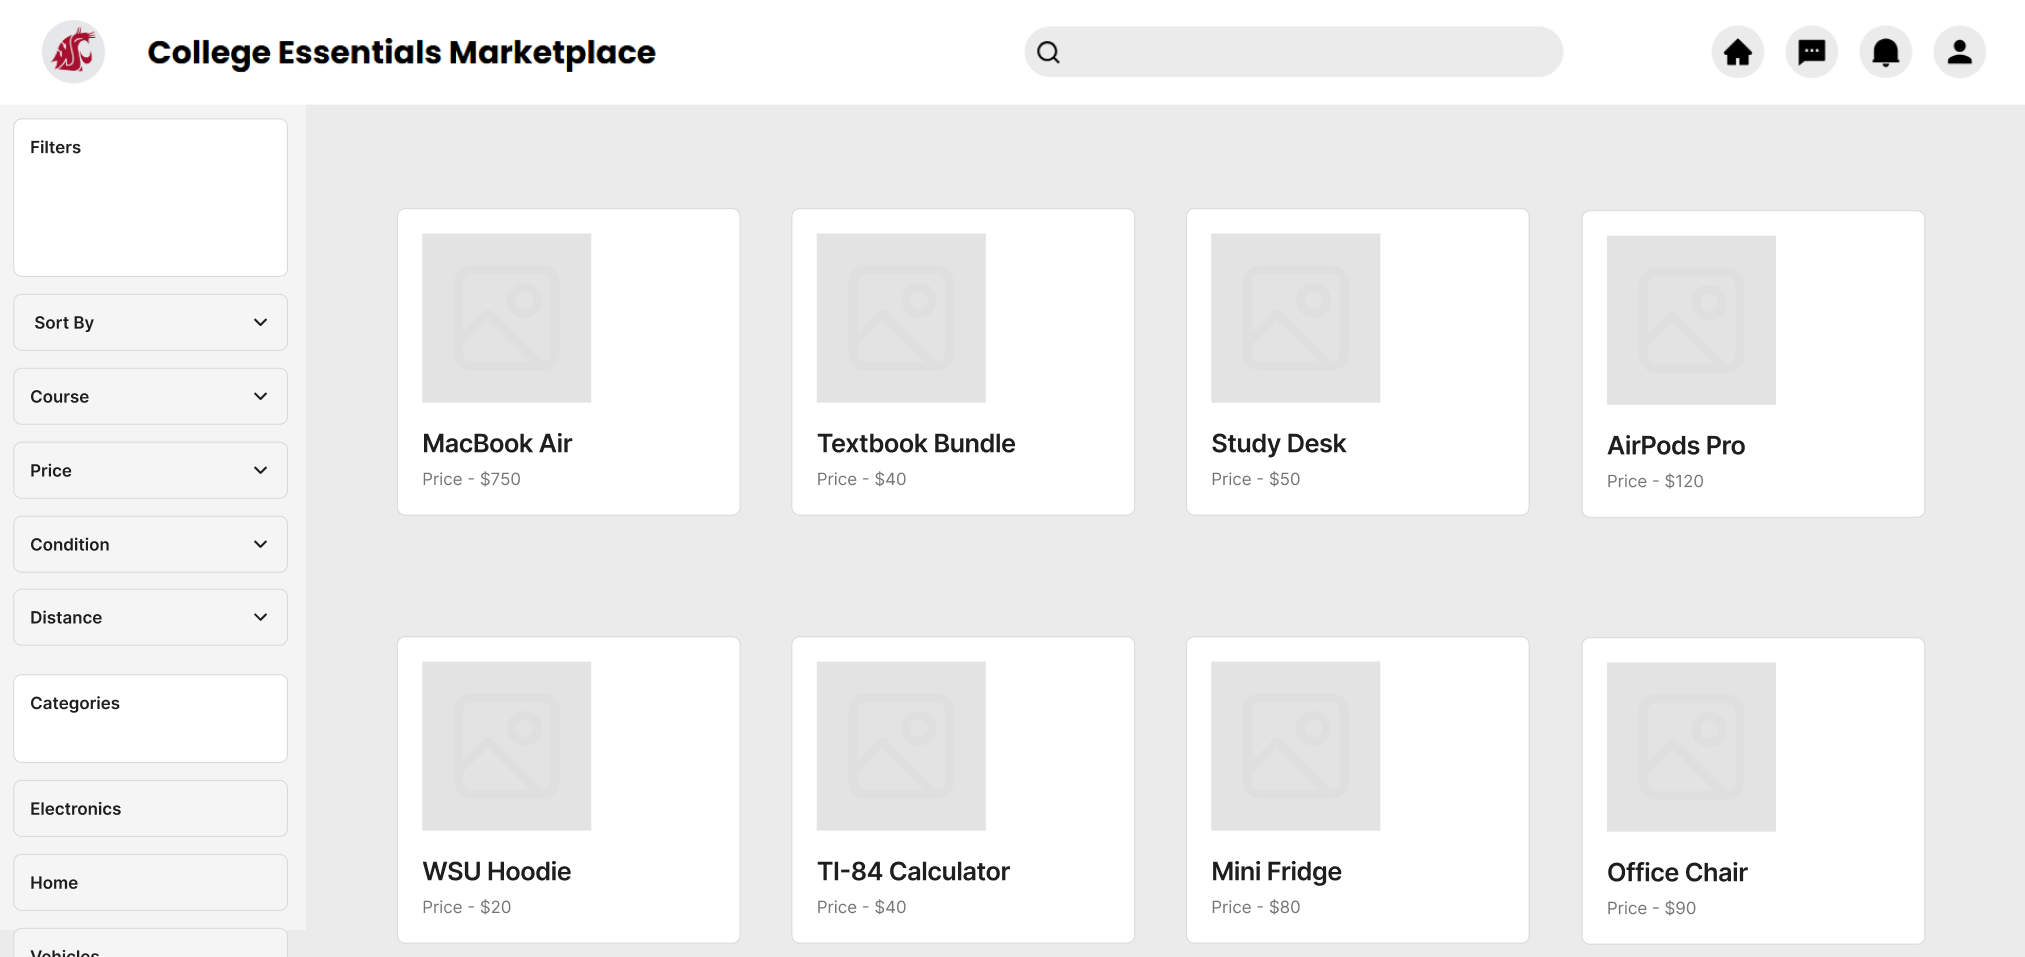 College Essentials Marketplace
Filters
Sort By
Course
Price
Condition
Distance
Categories
Electronics
Home
Vehicles
MacBook Air
Price - $750
Textbook Bundle
Price - $40
Study Desk
Price - $50
AirPods Pro
Price - $120
WSU Hoodie
Price - $20
TI-84 Calculator
Price - $40
Mini Fridge
Price - $80
Office Chair
Price - $90